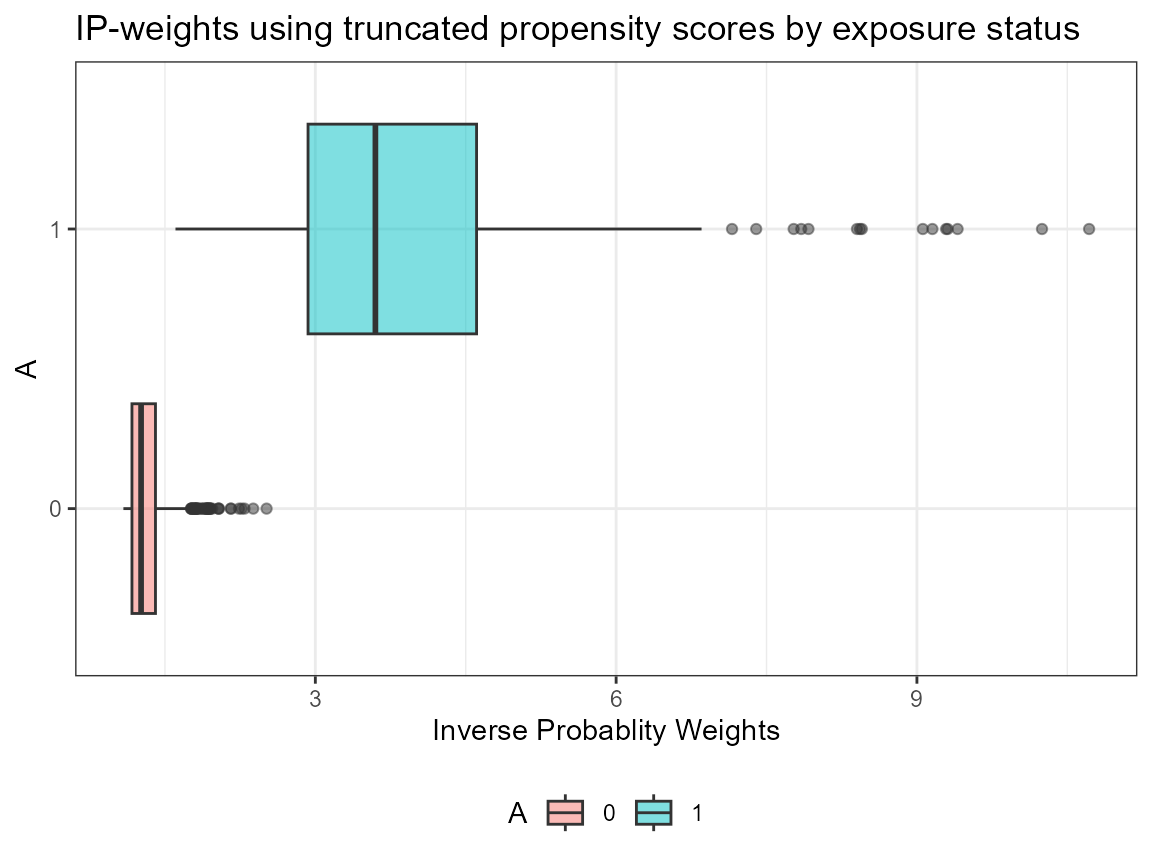 IP-weights using truncated propensity scores by exposure status
1
A
0
3 6 9
Inverse Probablity Weights
A 0 1